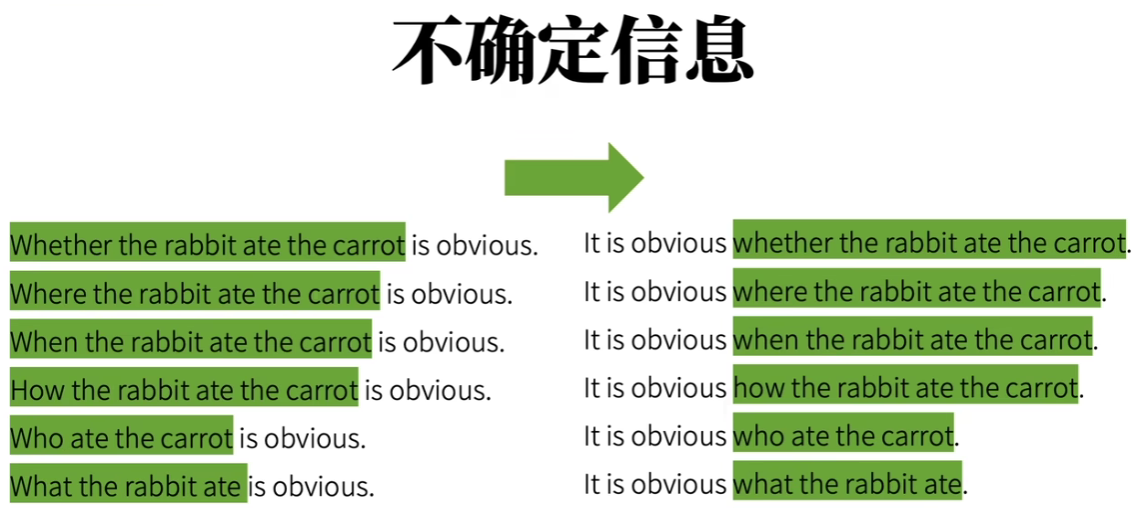 不确定信息
Whether the rabbit ate the carrot is obvious.
Where the rabbit ate the carrot is obvious.
When the rabbit ate the carrot is obvious.
How the rabbit ate the carrot is obvious.
Who ate the carrot is obvious.
What the rabbit ate is obvious.
It is obvious whether the rabbit ate the carrot.
It is obvious where the rabbit ate the carrot.
It is obvious when the rabbit ate the carrot.
It is obvious how the rabbit ate the carrot.
It is obvious who ate the carrot.
It is obvious what the rabbit ate.